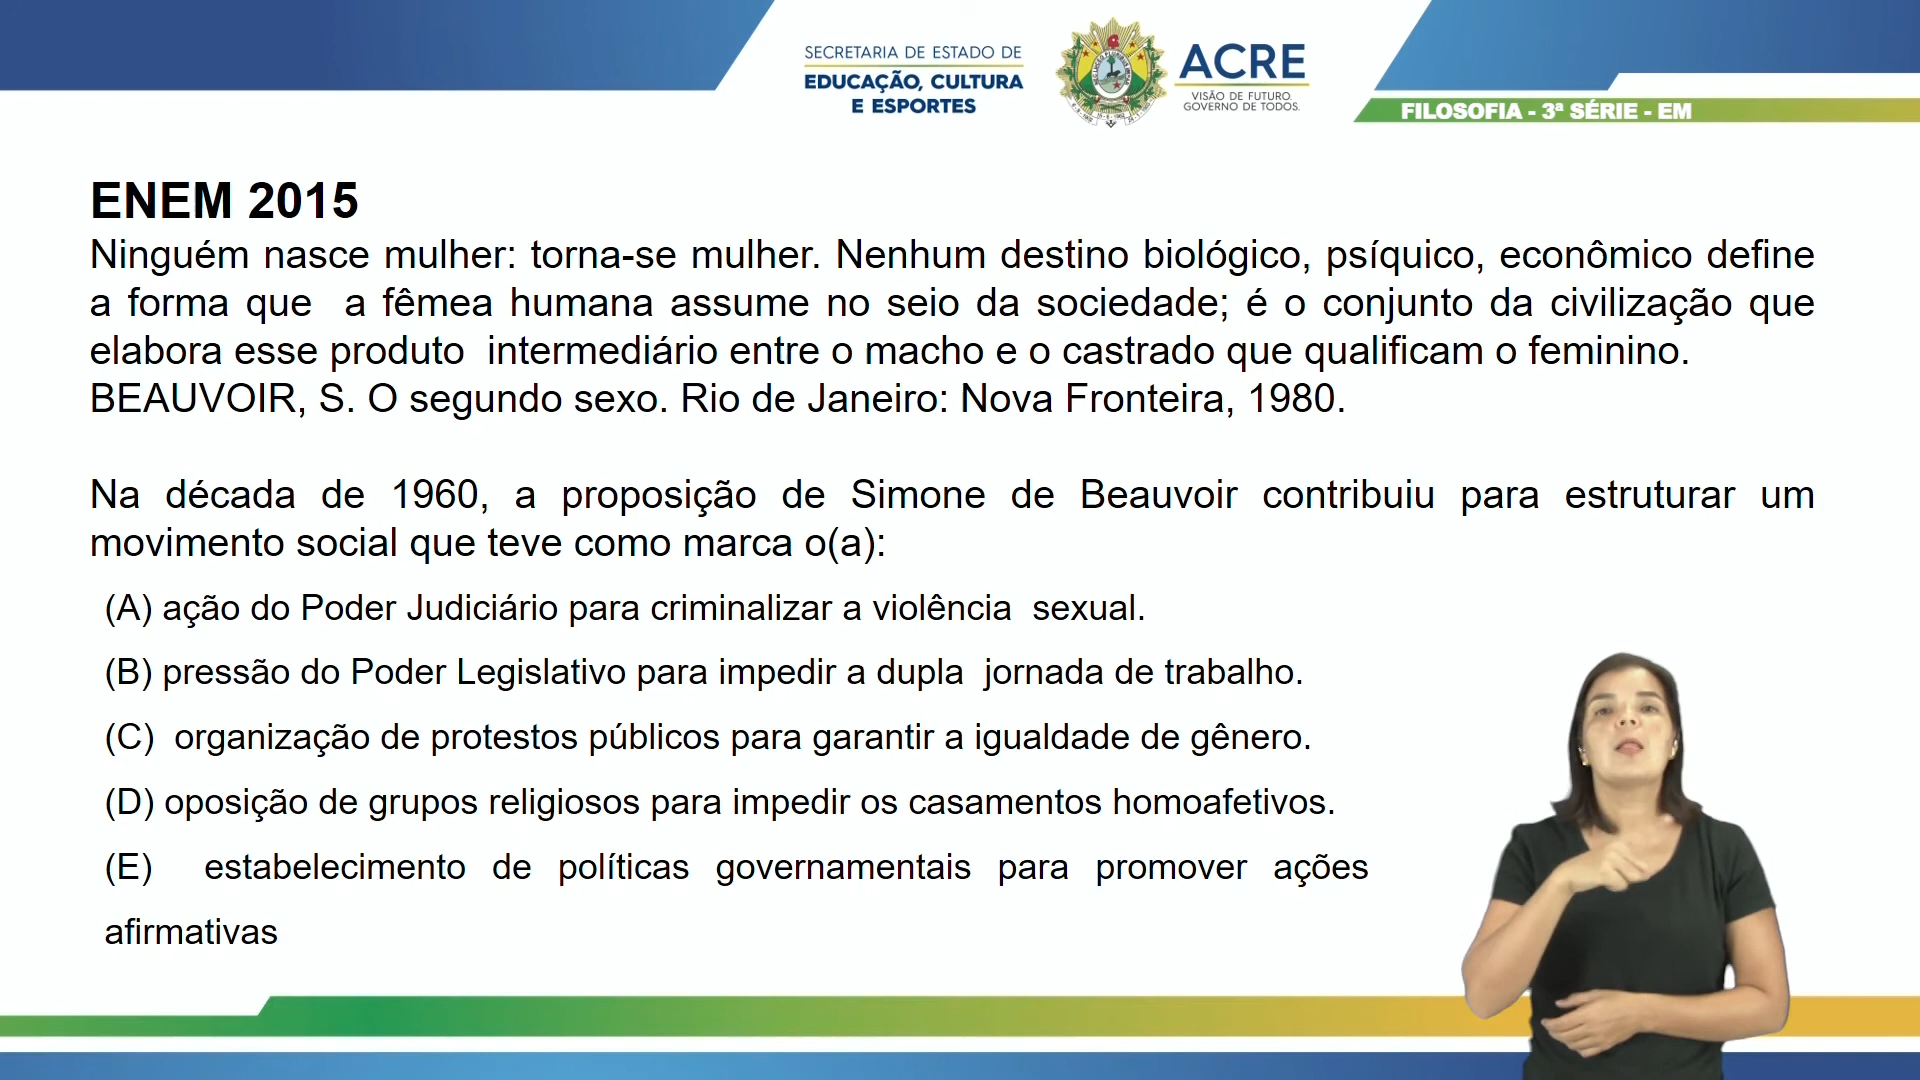 SECRETARIA DE ESTADO DE
EDUCAÇÃO, CULTURA
E ESPORTES
ACRE
VISÃO DE FUTURO.
GOVERNO DE TODOS.
FILOSOFIA - 3ª SÉRIE - EM
ENEM 2015
Ninguém nasce mulher: torna-se mulher. Nenhum destino biológico, psíquico, econômico define
a forma que a fêmea humana assume no seio da sociedade; é o conjunto da civilização que
elabora esse produto intermediário entre o macho e o castrado que qualificam o feminino.
BEAUVOIR, S. O segundo sexo. Rio de Janeiro: Nova Fronteira, 1980.
Na década de 1960, a proposição de Simone de Beauvoir contribuiu para estruturar um
movimento social que teve como marca o(a):
(A) ação do Poder Judiciário para criminalizar a violência sexual.
(B) pressão do Poder Legislativo para impedir a dupla jornada de trabalho.
(C) organização de protestos públicos para garantir a igualdade de gênero.
(D) oposição de grupos religiosos para impedir os casamentos homoafetivos.
(E) estabelecimento de políticas governamentais para promover ações
afirmativas